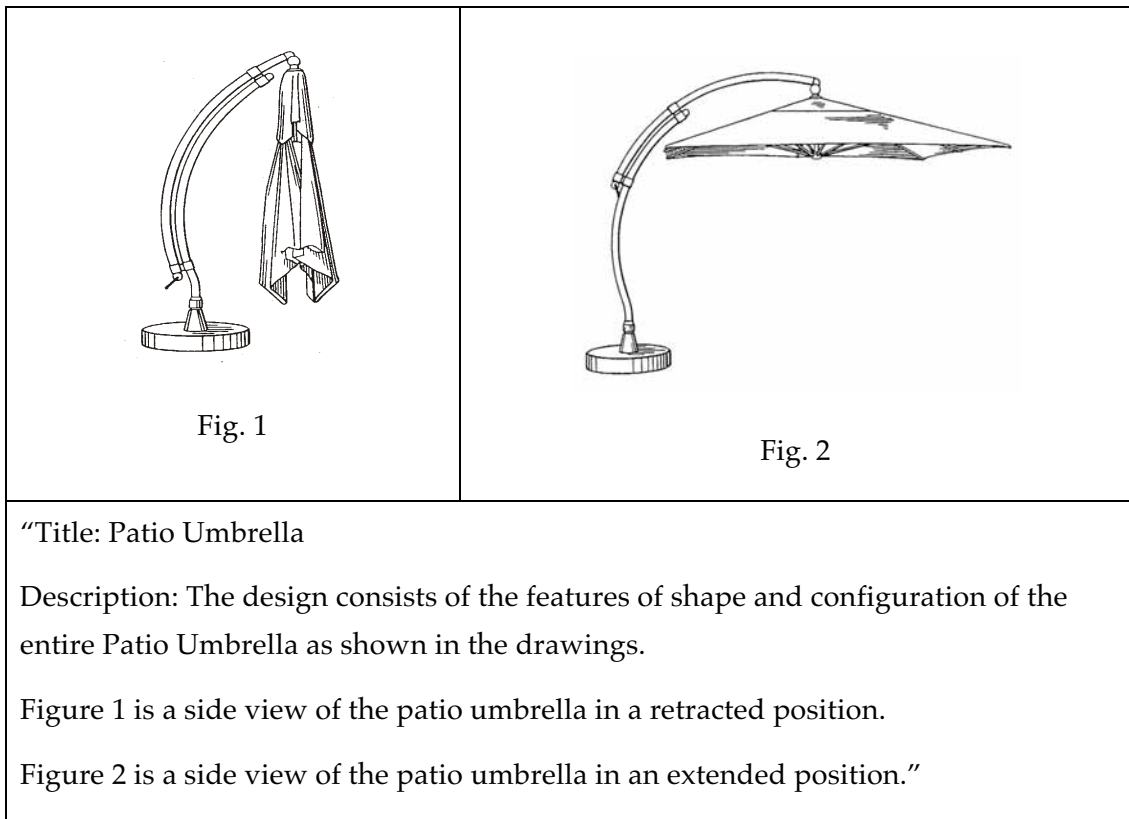 Fig. 1
Fig. 2
“Title: Patio Umbrella
Description: The design consists of the features of shape and configuration of the
entire Patio Umbrella as shown in the drawings.
Figure 1 is a side view of the patio umbrella in a retracted position.
Figure 2 is a side view of the patio umbrella in an extended position.”